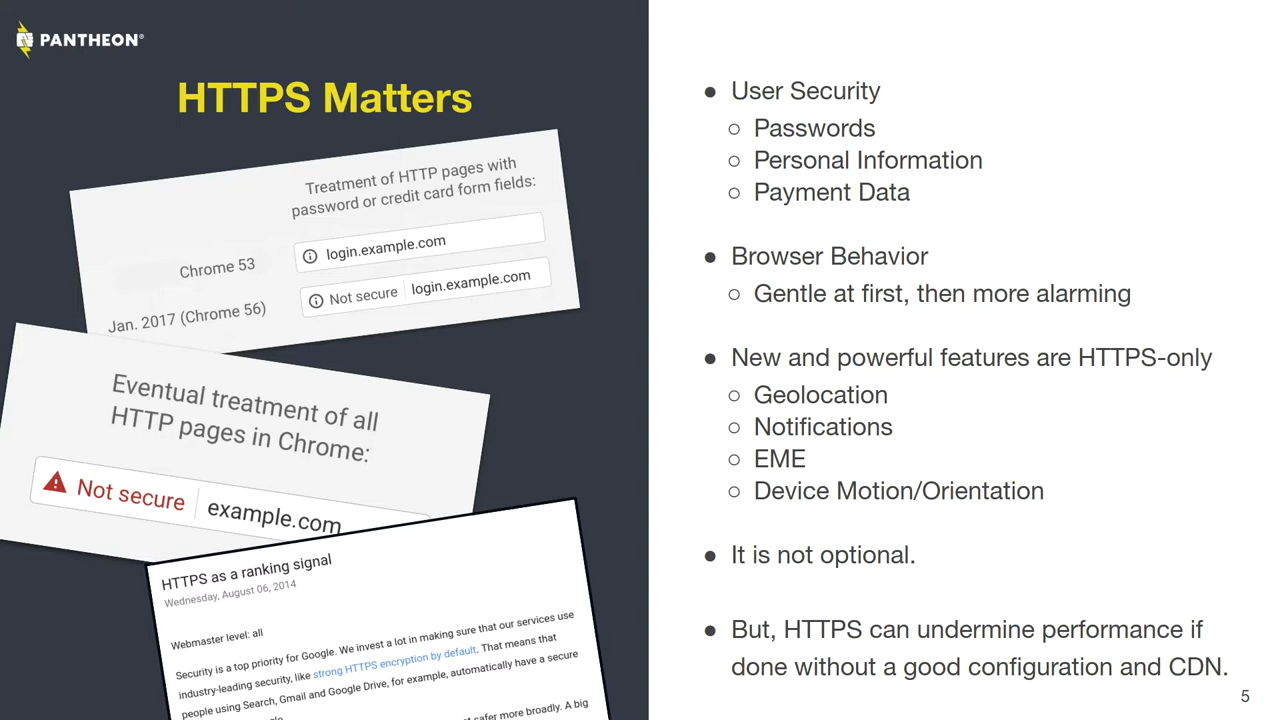 PANTHEON®
HTTPS Matters
Treatment of HTTP pages with
password or credit card form fields:
Chrome 53
login.example.com
Jan. 2017 (Chrome 56)
Not secure login.example.com
Eventual treatment of all
HTTP pages in Chrome:
Not secure example.com
HTTPS as a ranking signal
Wednesday, August 06, 2014
Webmaster level: all
Security is a top priority for Google. We invest a lot in making sure that our services use
industry-leading security, like strong HTTPS encryption by default. That means that
people using Search, Gmail and Google Drive, for example, automatically have a secure
safer more broadly. A big
● User Security
○ Passwords
○ Personal Information
○ Payment Data
● Browser Behavior
○ Gentle at first, then more alarming
● New and powerful features are HTTPS-only
○ Geolocation
○ Notifications
○ EME
○ Device Motion/Orientation
● It is not optional.
● But, HTTPS can undermine performance if
done without a good configuration and CDN.
5